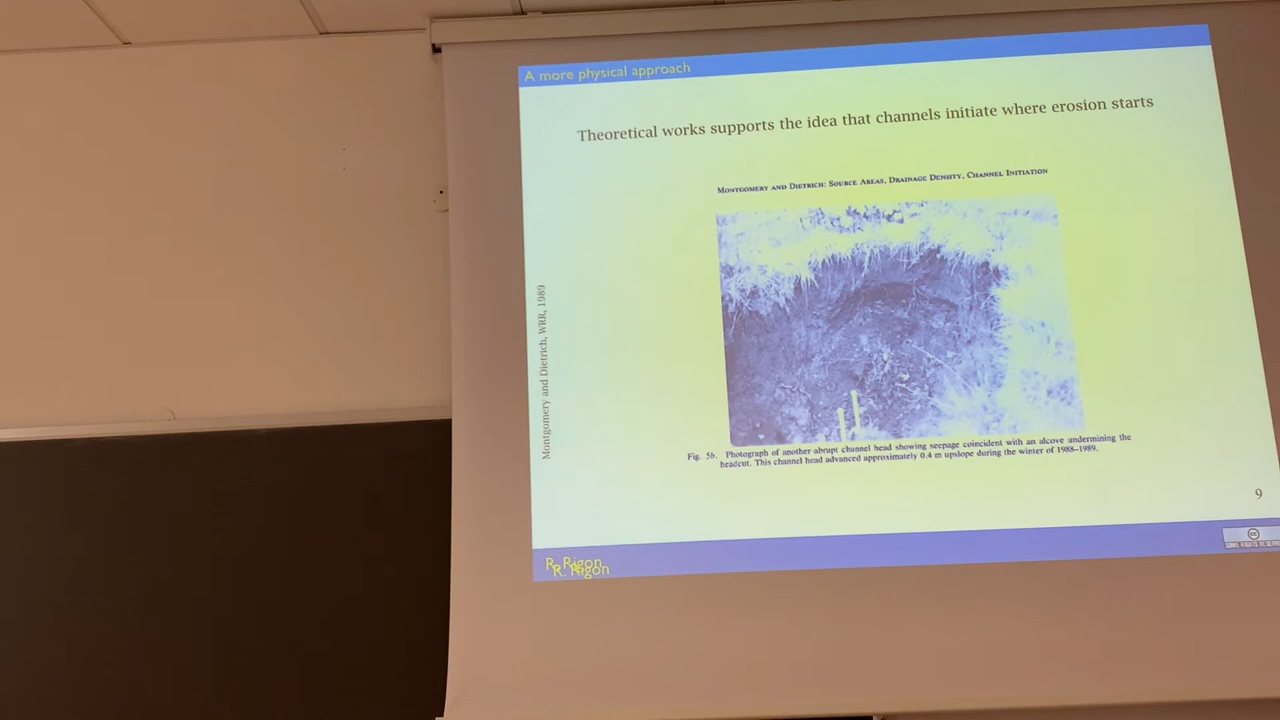 A more physical approach
Theoretical works supports the idea that channels initiate where erosion starts
MONTGOMERY AND DIETRICH: SOURCE AREAS, DRAINAGE DENSITY, CHANNEL INITIATION
Montgomery and Dietrich, WRR, 1989
Fig. 5b. Photograph of another abrupt channel head showing seepage coincident with an alcove undermining the
headcut. This channel head advanced approximately 0.4 m upslope during the winter of 1988–1989.
9
R. Rigon
R. Rigon
cc